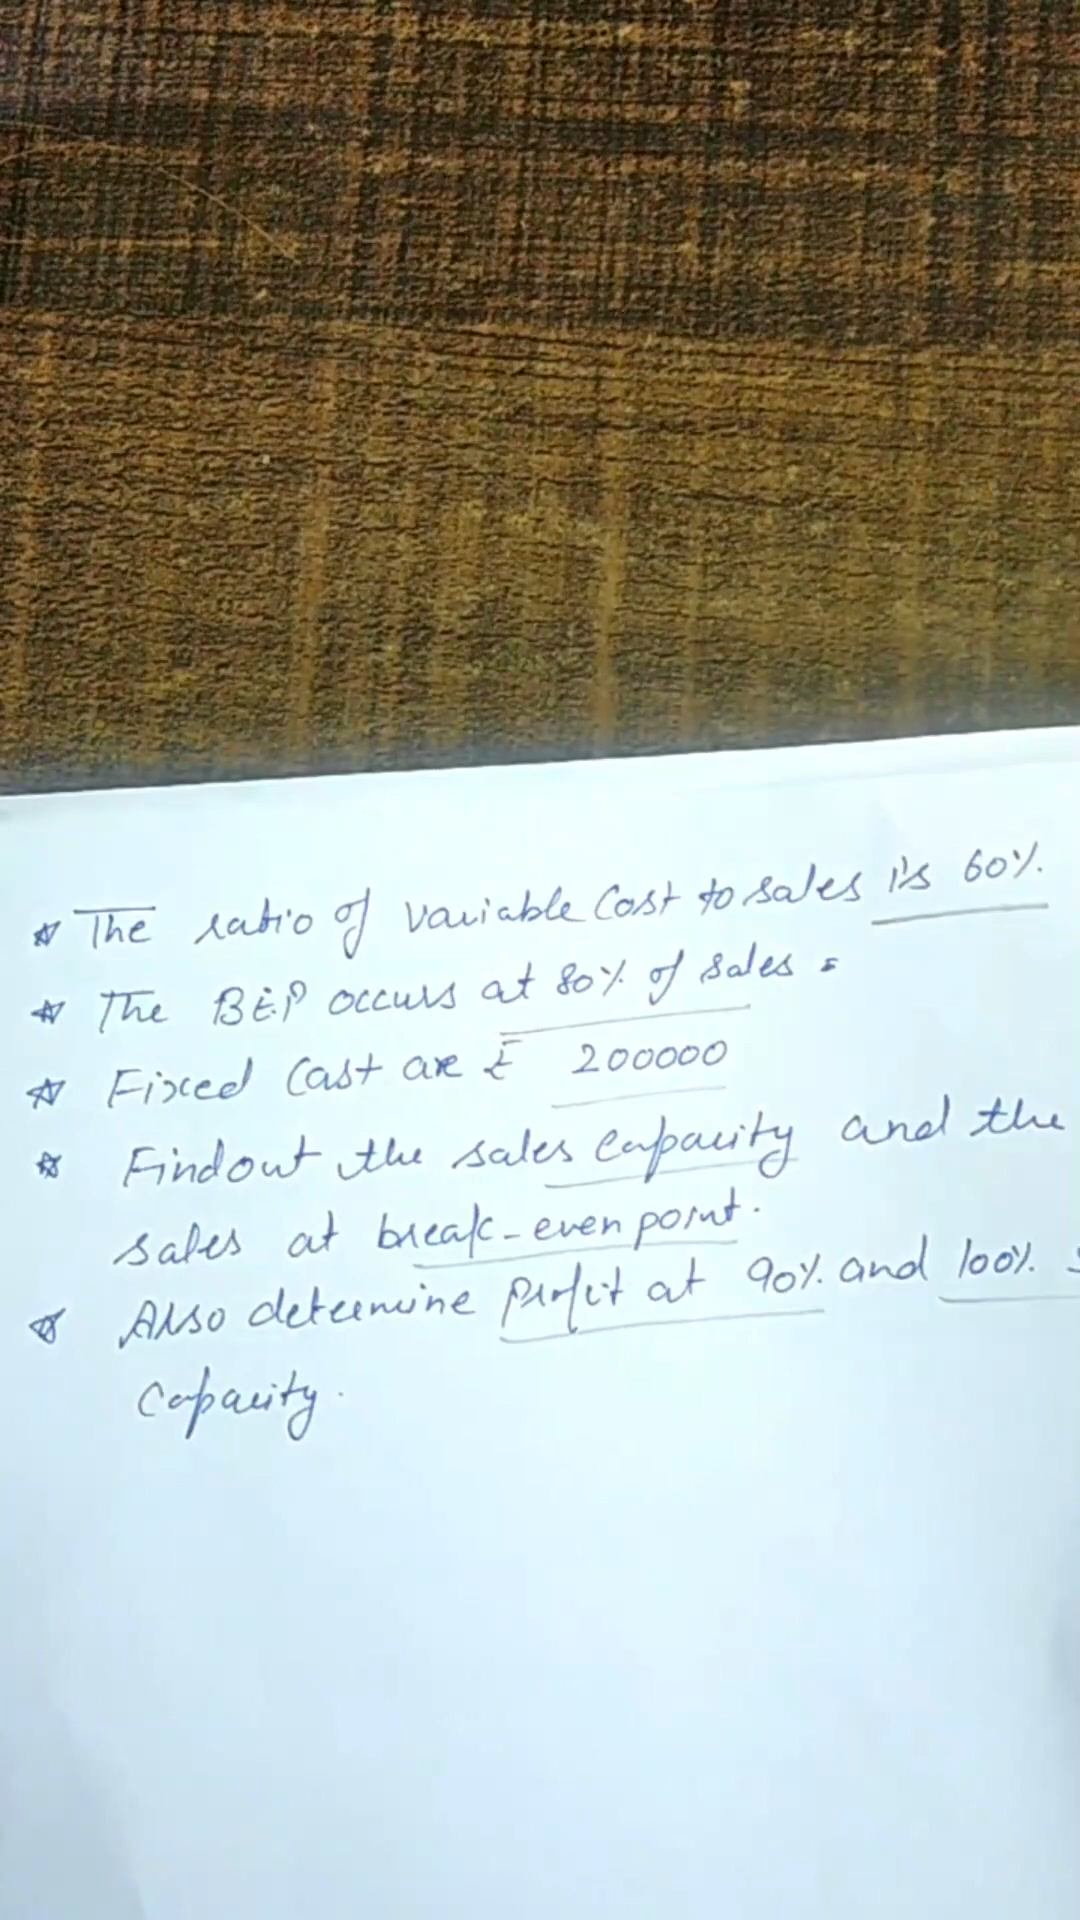 The ratio of variable Cost to sales is 60%.
The BEP occurs at 80% of sales
Fixed Cast are ₹ 200000
Findout the sales Capacity and the
sales at break-even point.
Also determine Profit at 90% and 100%
Capacity.